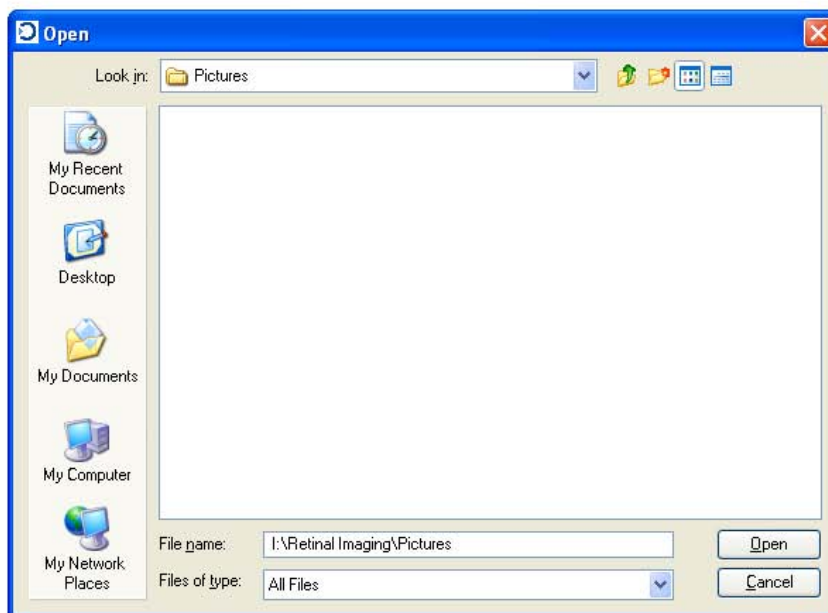 Open
Look in:
Pictures
My Recent
Documents
Desktop
My Documents
My Computer
My Network
Places
File name:
I:\Retinal Imaging\Pictures
Open
Files of type:
All Files
Cancel